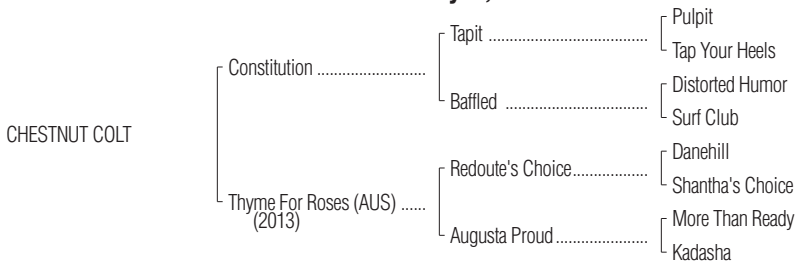 Pulpit
Tapit ........................................
Tap Your Heels
Constitution ...........................
Distorted Humor
Baffled ....................................
Surf Club
CHESTNUT COLT
Danehill
Redoute's Choice...................
Shantha's Choice
Thyme For Roses (AUS) ......
(2013)
More Than Ready
Augusta Proud.......................
Kadasha